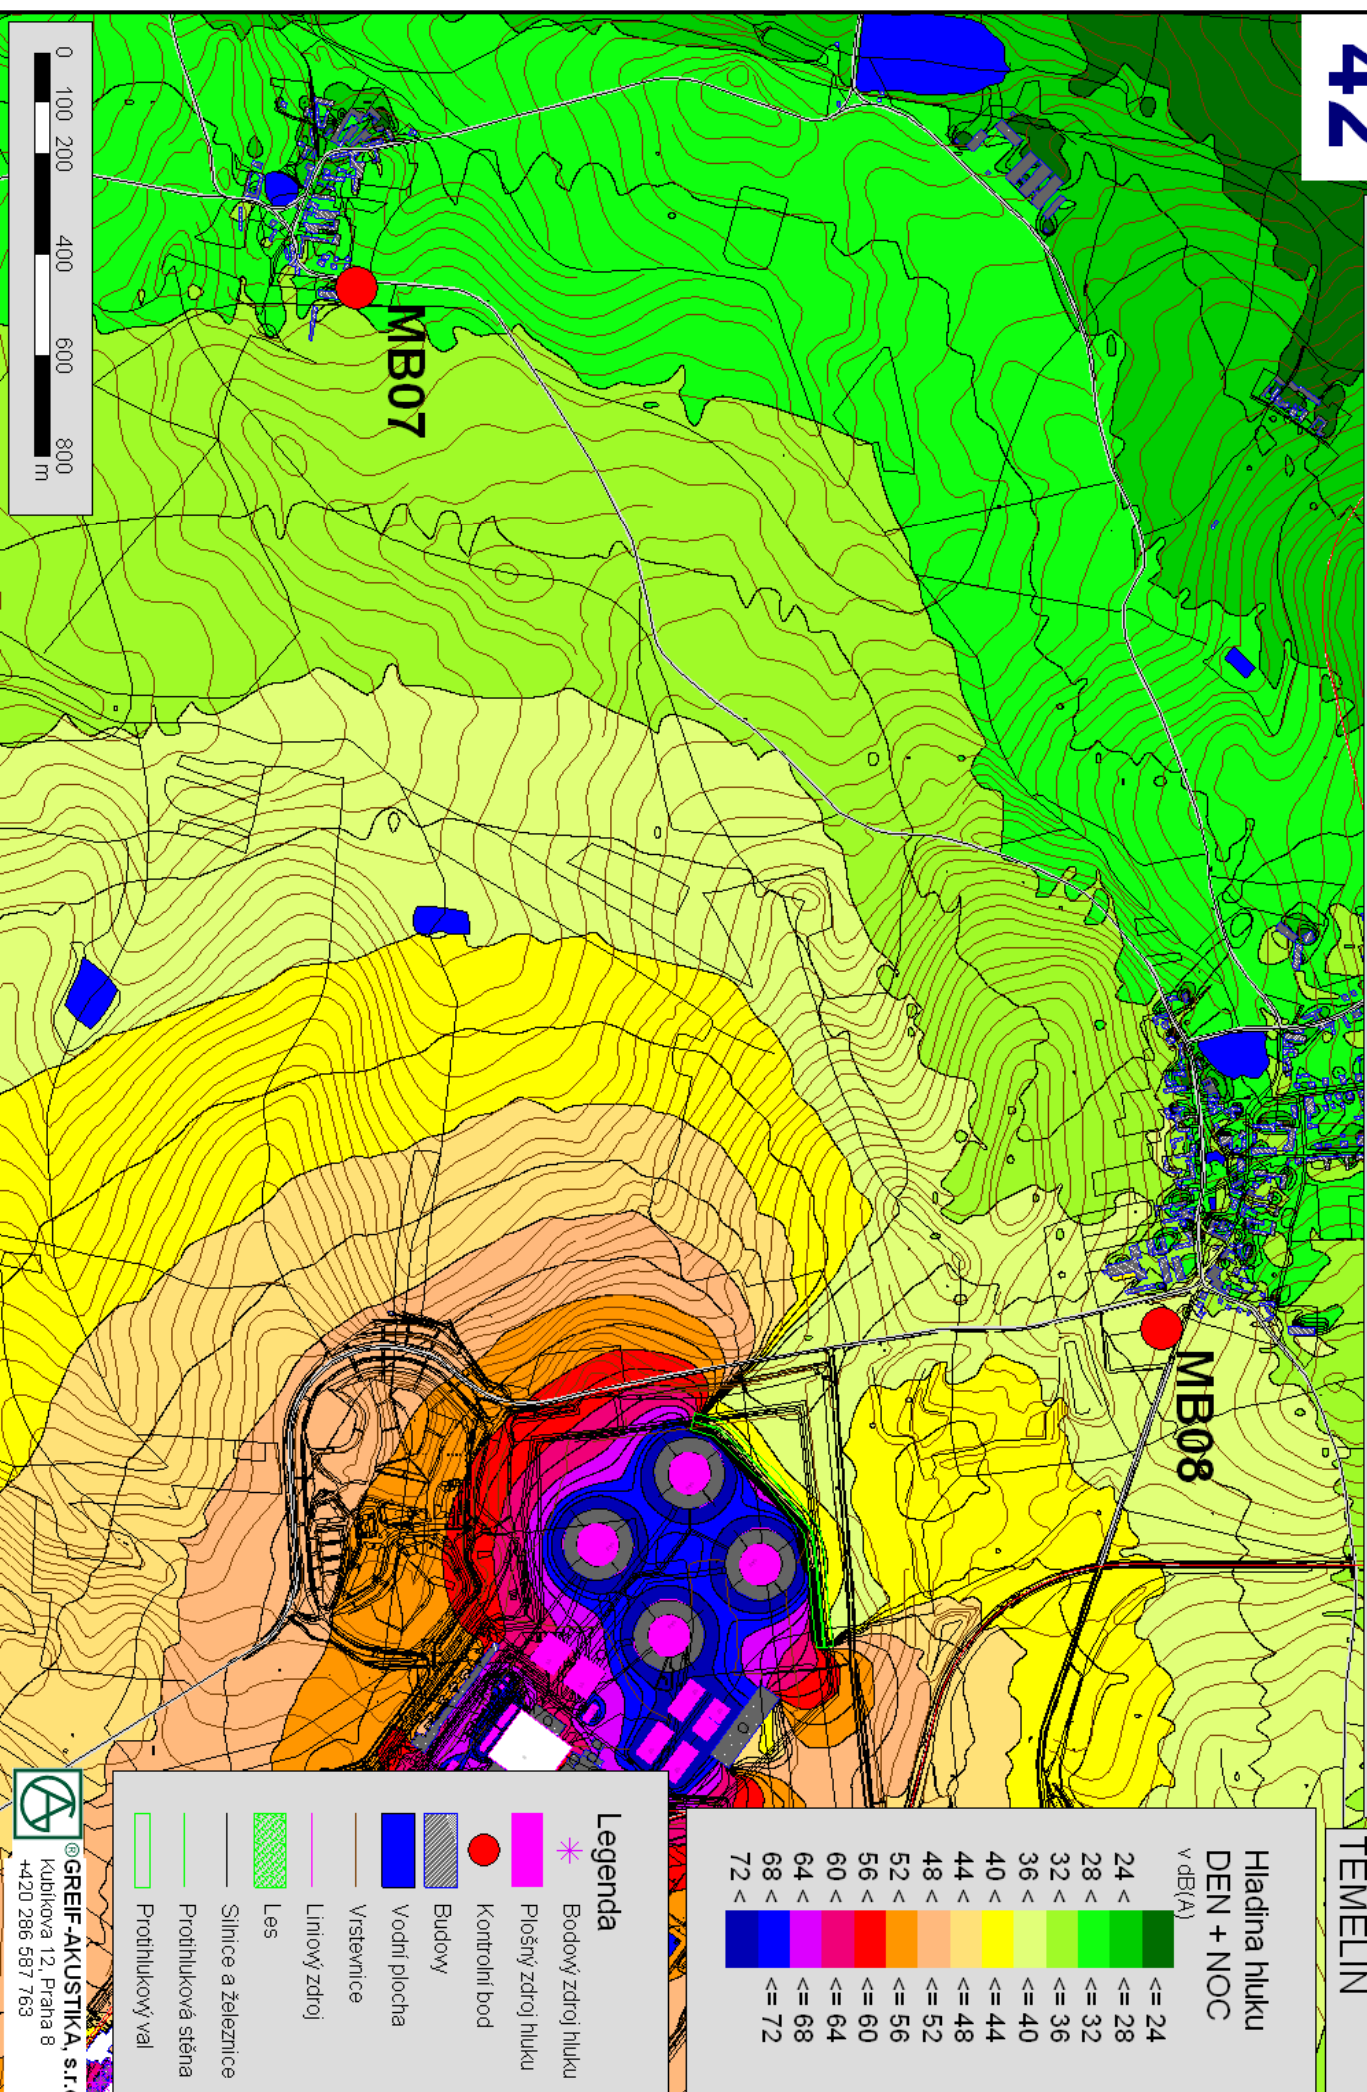 42
TEMELIN
MB08
MB07
0 100 200 400 600 800
m
Hladina hluku
DEN + NOC
v dB(A)
<= 24
24 < <= 28
28 < <= 32
32 < <= 36
36 < <= 40
40 < <= 44
44 < <= 48
48 < <= 52
52 < <= 56
56 < <= 60
60 < <= 64
64 < <= 68
68 < <= 72
72 <
Legenda
Bodový zdroj hluku
Plošný zdroj hluku
Kontrolní bod
Budovy
Vodní plocha
Vrstevnice
Liniový zdroj
Les
Silnice a železnice
Protihluková stěna
Protihlukový val
®GREIF-AKUSTIKA, s.r.
Kubíkova 12, Praha 8
+420 286 587 763